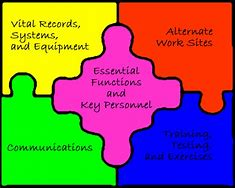 Vital Records,
Systems,
and Equipment
Alternate
Work Sites
Essential
Functions
and
Key Personnel
Communications
Training,
Testing,
and Exercises